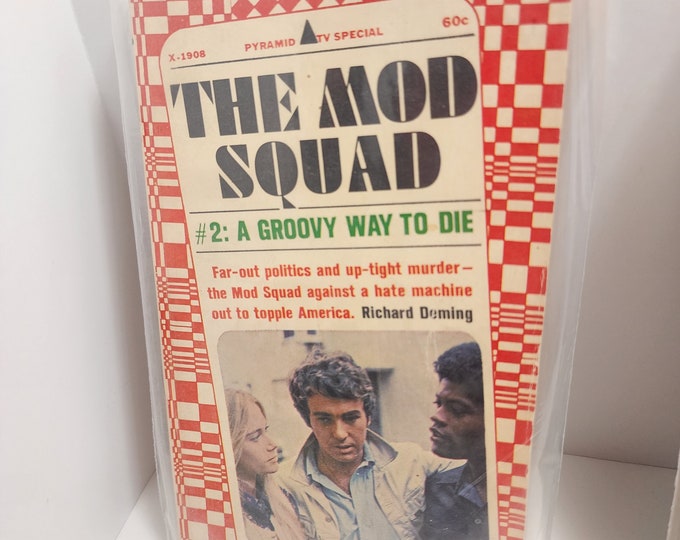 X-1908 PYRAMID TV SPECIAL 60c
THE MOD
SQUAD
#2: A GROOVY WAY TO DIE
Far-out politics and up-tight murder—
the Mod Squad against a hate machine
out to topple America. Richard Deming